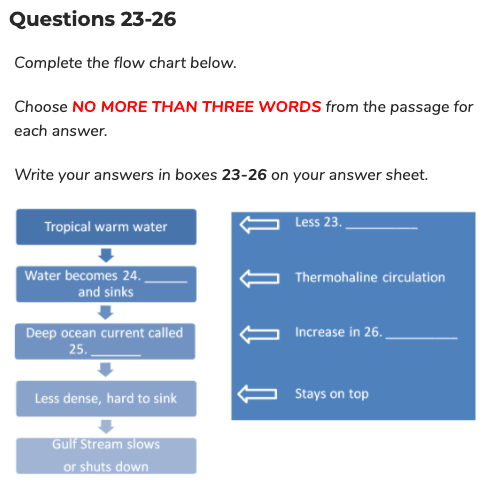 Questions 23-26
Complete the flow chart below.
Choose NO MORE THAN THREE WORDS from the passage for
each answer.
Write your answers in boxes 23-26 on your answer sheet.
Tropical warm water
Water becomes 24. ______
and sinks
Deep ocean current called
25. _______
Less dense, hard to sink
Gulf Stream slows
or shuts down
Less 23. __________
Thermohaline circulation
Increase in 26. __________
Stays on top